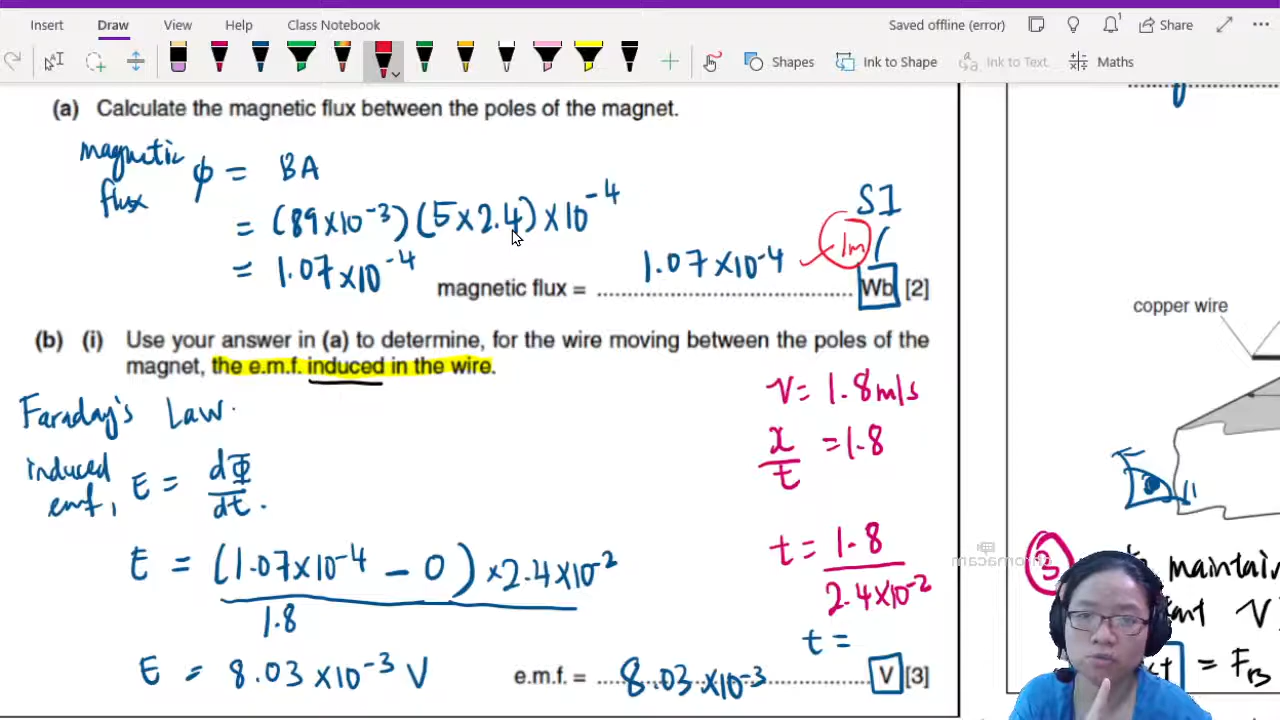 Insert Draw View Help Class Notebook Saved offline (error) Share
Shapes Ink to Shape Ink to Text Maths
(a) Calculate the magnetic flux between the poles of the magnet.
magnetic flux φ = BA
= (89×10⁻³)(5×2.4)×10⁻⁴
= 1.07×10⁻⁴
SI
1m
magnetic flux = 1.07×10⁻⁴ Wb [2]
(b) (i) Use your answer in (a) to determine, for the wire moving between the poles of the
magnet, the e.m.f. induced in the wire.
Faraday's Law.
induced emf, E = dΦ/dt.
t = (1.07×10⁻⁴ – 0) × 2.4×10⁻²
1.8
E = 8.03×10⁻³ V
v = 1.8m/s
x/t = 1.8
t = 1.8
2.4×10⁻²
t =
e.m.f. = 8.03×10⁻³ V [3]
copper wire
chromacam
3
maintain
V
= F